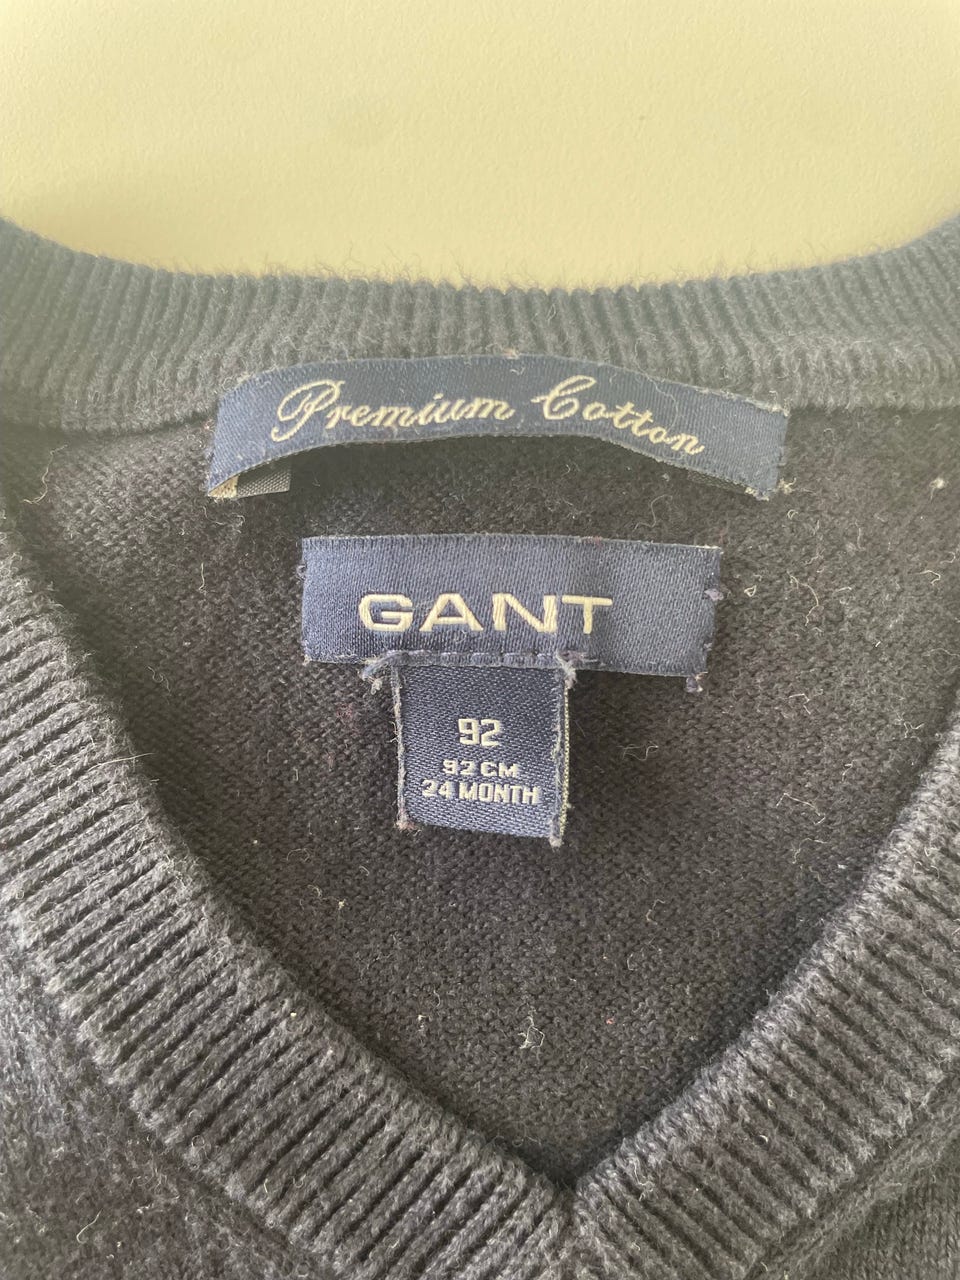 Premium Cotton
GANT
92
92 CM
24 MONTH